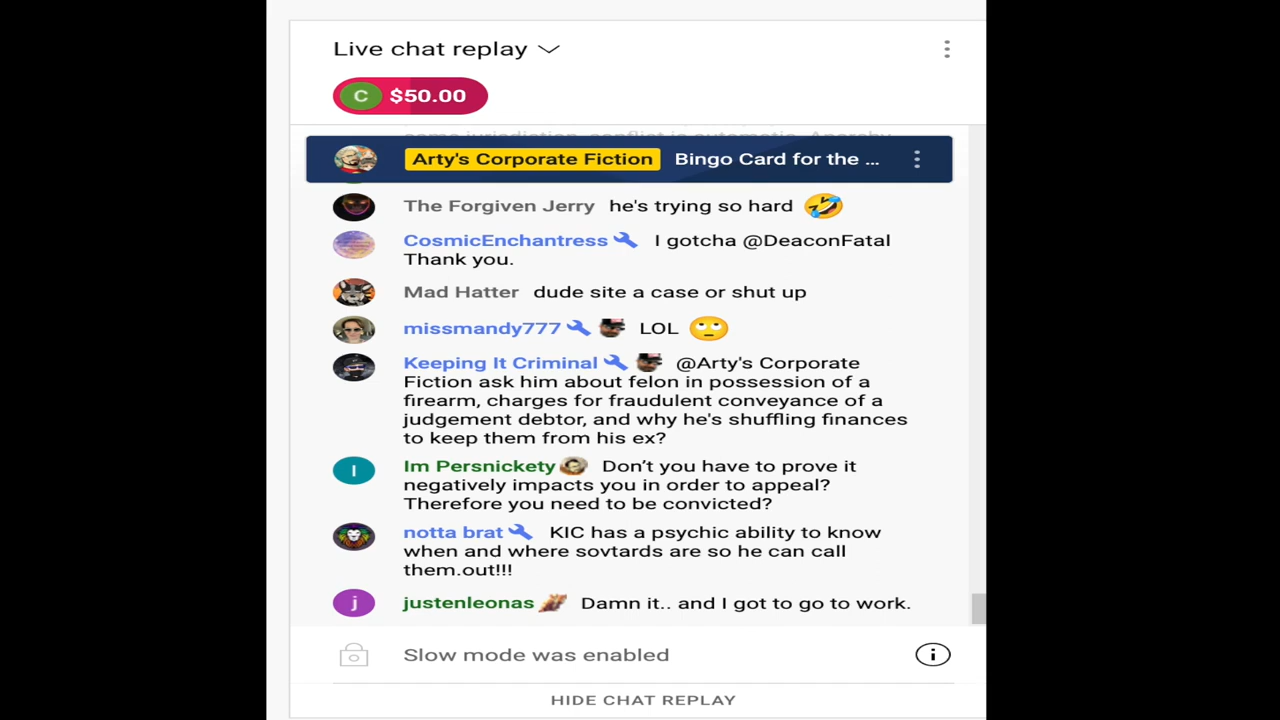 Live chat replay
C $50.00
some jurisdiction, conflict is automatic. Anarchy
Arty's Corporate Fiction Bingo Card for the ...
The Forgiven Jerry he's trying so hard 🤣
CosmicEnchantress I gotcha @DeaconFatal
Thank you.
Mad Hatter dude site a case or shut up
missmandy777 LOL 🙄
Keeping It Criminal @Arty's Corporate
Fiction ask him about felon in possession of a
firearm, charges for fraudulent conveyance of a
judgement debtor, and why he's shuffling finances
to keep them from his ex?
I Im Persnickety Don’t you have to prove it
negatively impacts you in order to appeal?
Therefore you need to be convicted?
notta brat KIC has a psychic ability to know
when and where sovtards are so he can call
them.out!!!
j justenleonas Damn it.. and I got to go to work.
Slow mode was enabled
HIDE CHAT REPLAY